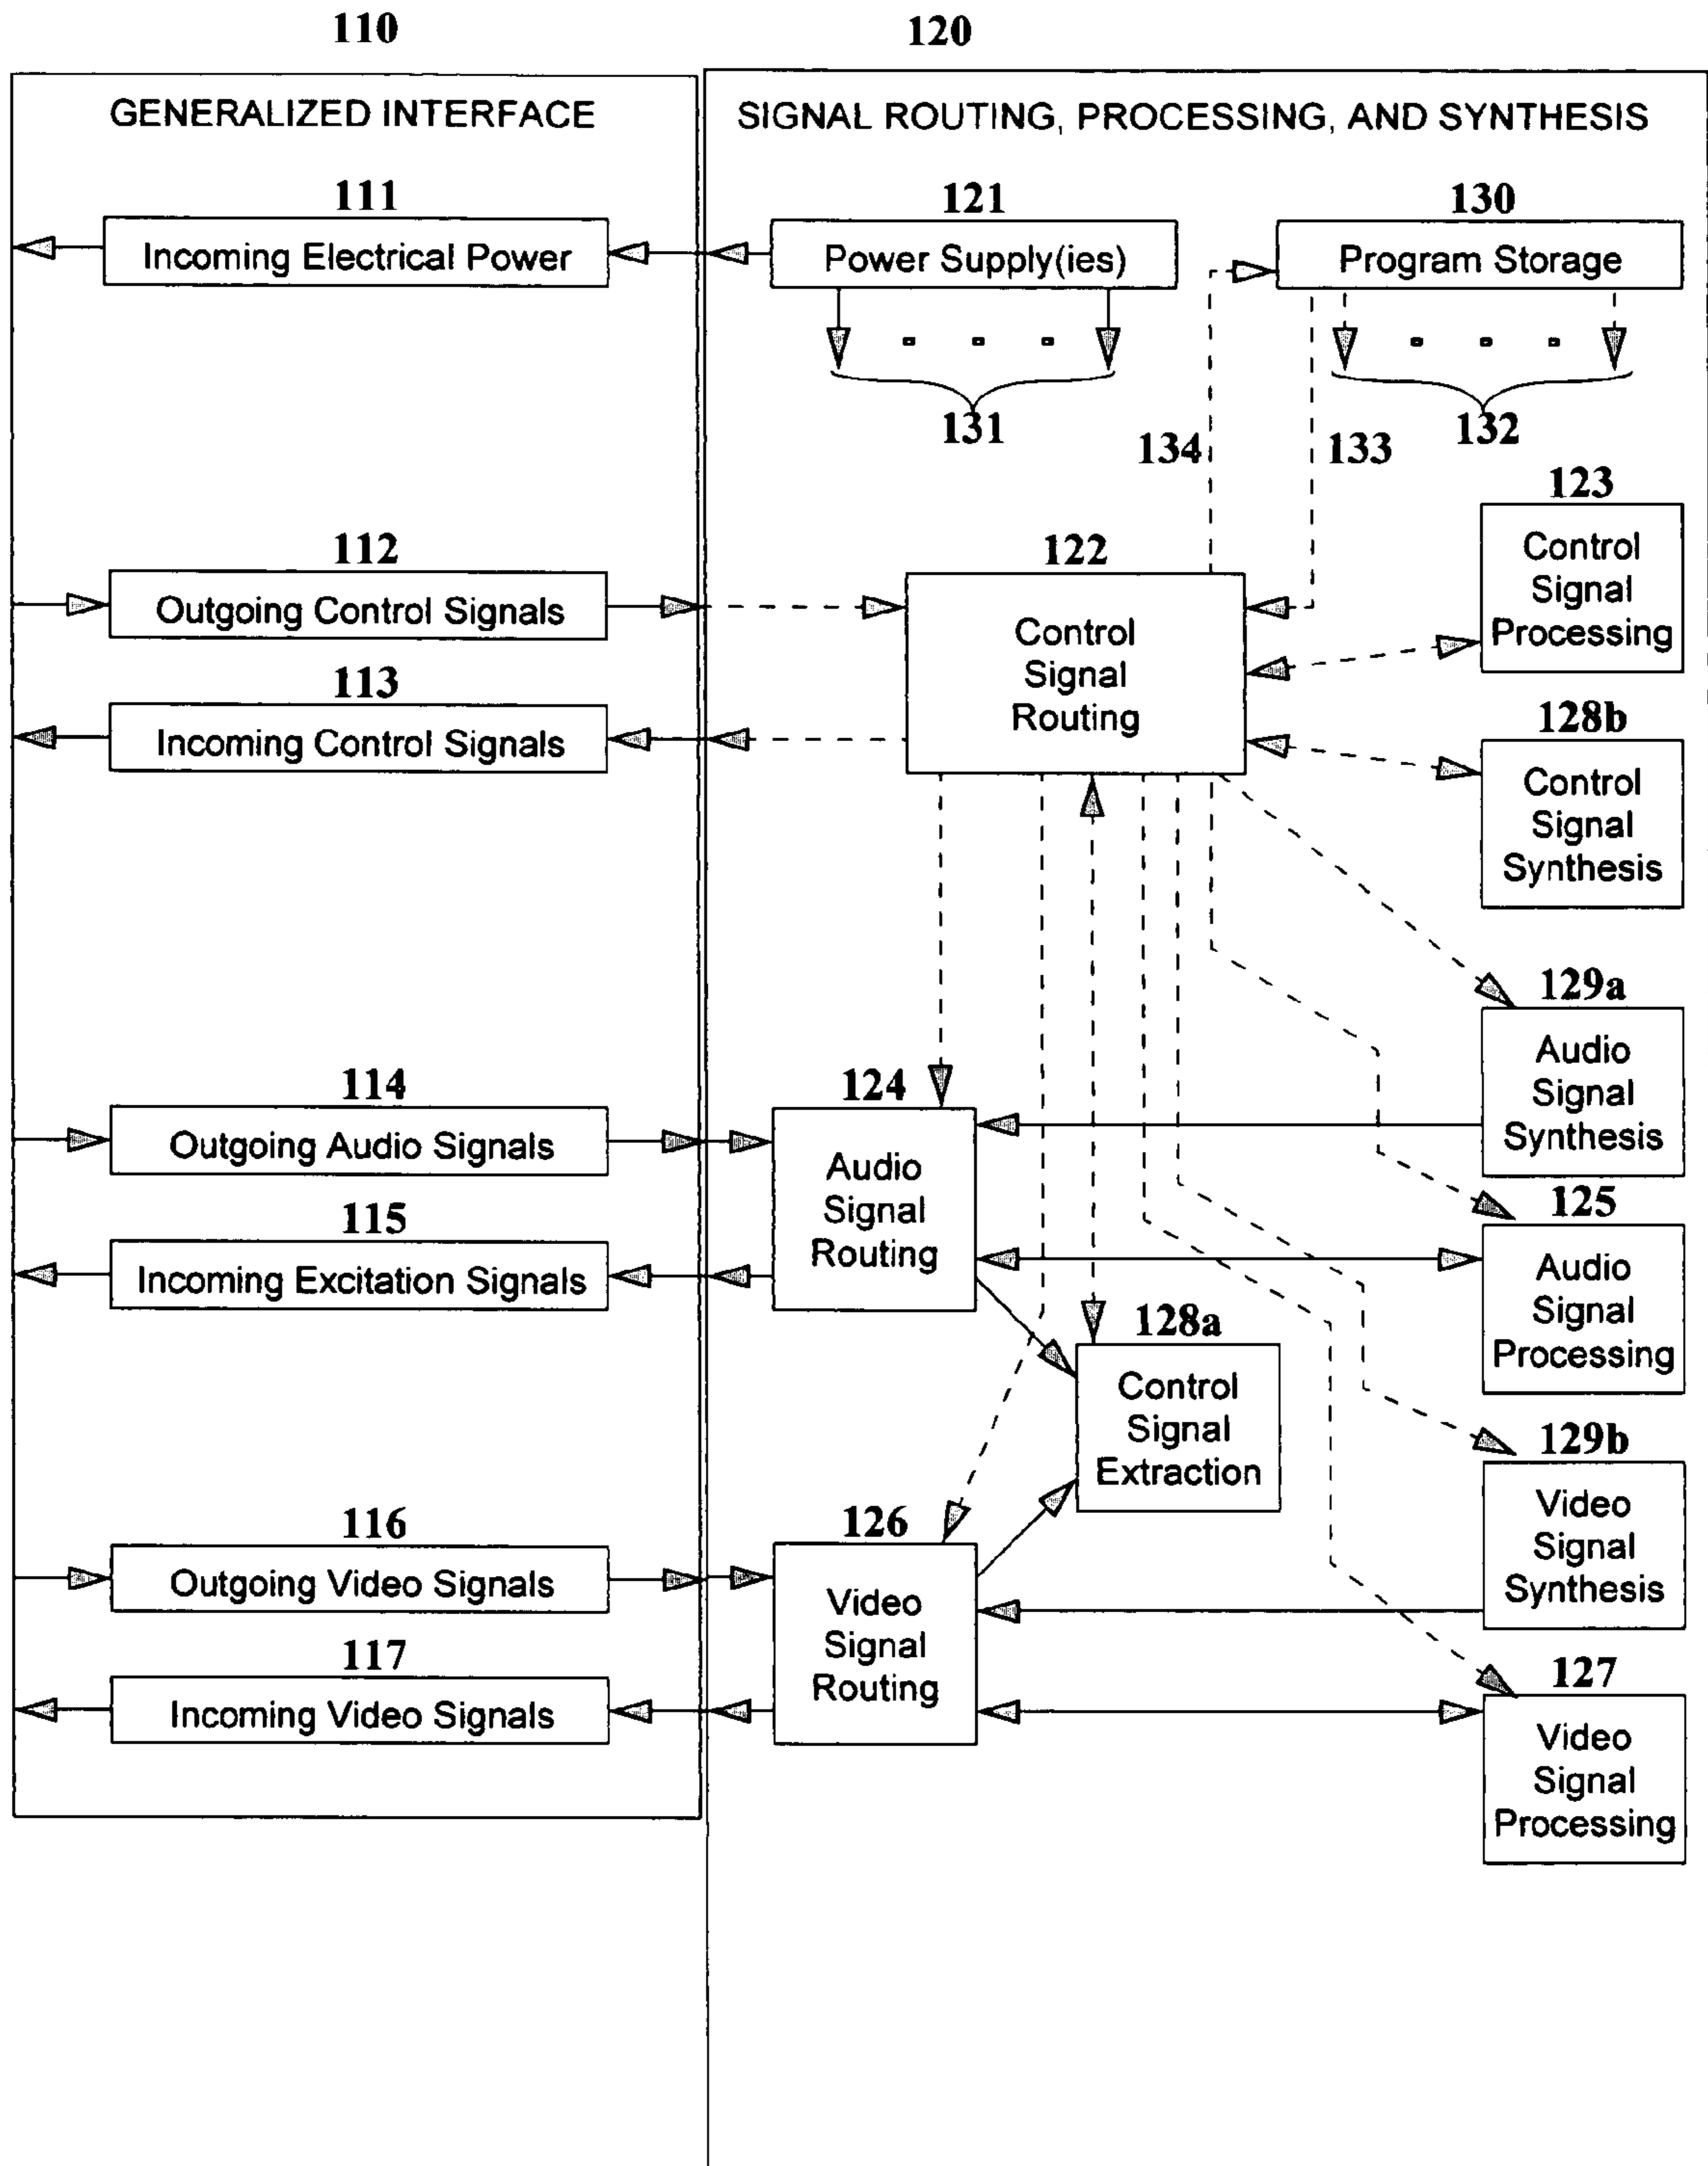 110
120
GENERALIZED INTERFACE
SIGNAL ROUTING, PROCESSING, AND SYNTHESIS
111
Incoming Electrical Power
121
Power Supply(ies)
130
Program Storage
131
132
134
133
123
Control
Signal
Processing
112
Outgoing Control Signals
122
Control
Signal
Routing
113
Incoming Control Signals
128b
Control
Signal
Synthesis
129a
Audio
Signal
Synthesis
114
Outgoing Audio Signals
124
Audio
Signal
Routing
115
Incoming Excitation Signals
125
Audio
Signal
Processing
128a
Control
Signal
Extraction
129b
Video
Signal
Synthesis
116
Outgoing Video Signals
126
Video
Signal
Routing
117
Incoming Video Signals
127
Video
Signal
Processing